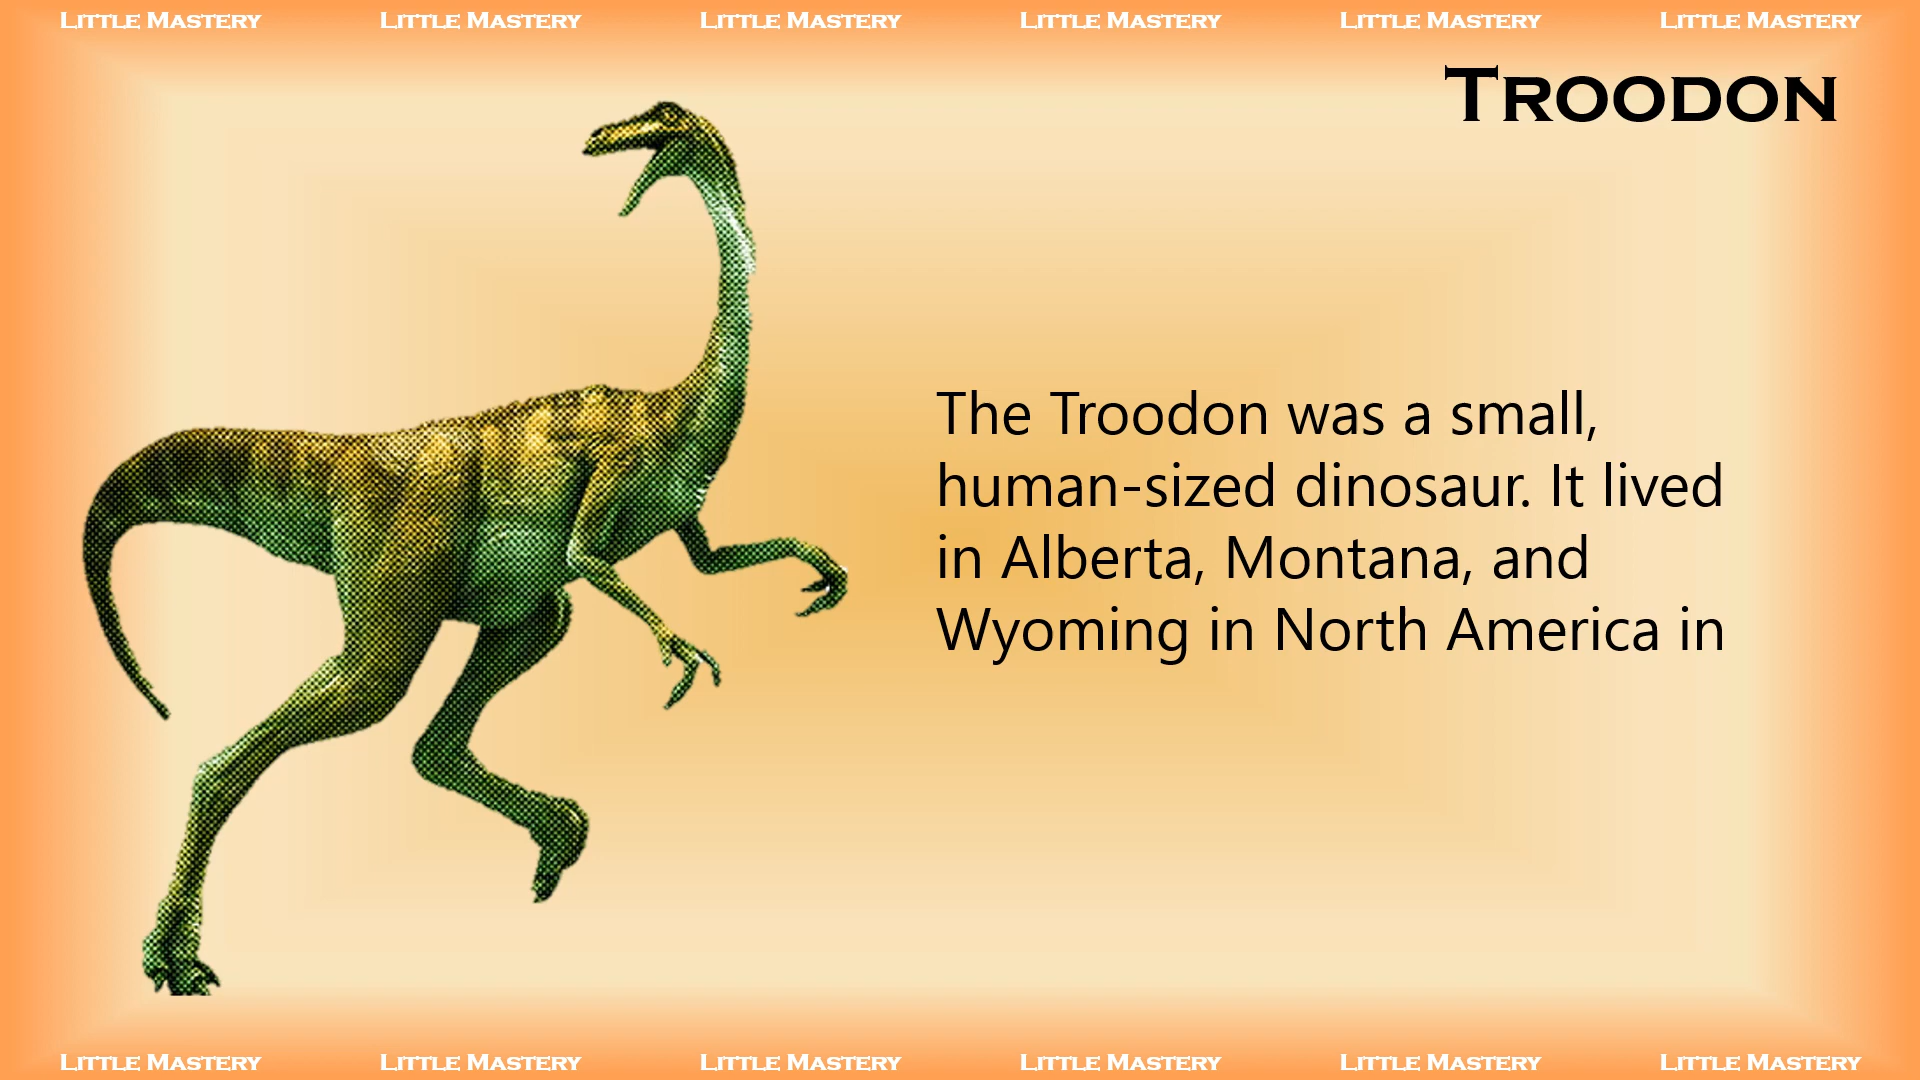 Little Mastery Little Mastery Little Mastery Little Mastery Little Mastery Little Mastery
Troodon
The Troodon was a small,
human-sized dinosaur. It lived
in Alberta, Montana, and
Wyoming in North America in
Little Mastery Little Mastery Little Mastery Little Mastery Little Mastery Little Mastery